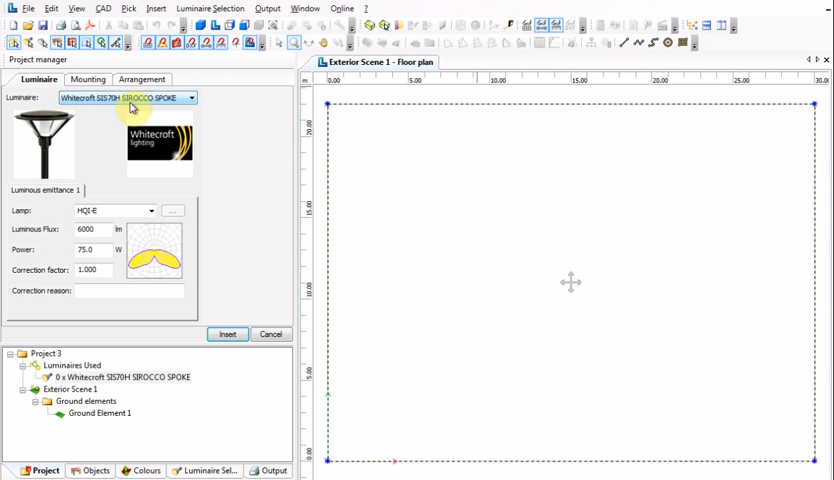 File Edit View CAD Pick Insert Luminaire Selection Output Window Online ?
Project manager
Luminaire Mounting Arrangement
Luminaire: Whitecroft SIS70H SIROCCO SPOKE
Whitecroft
lighting
Luminous emittance 1
Lamp: HQI-E ...
Luminous Flux: 6000 lm
Power: 75.0 W
Correction factor: 1.000
Correction reason:
Insert Cancel
Project 3
Luminaires Used
0 x Whitecroft SIS70H SIROCCO SPOKE
Exterior Scene 1
Ground elements
Ground Element 1
Project Objects Colours Luminaire Sel... Output
Exterior Scene 1 - Floor plan
m 0.00 5.00 10.00 15.00 20.00 25.00 30.00
20.00
15.00
10.00
5.00
0.00